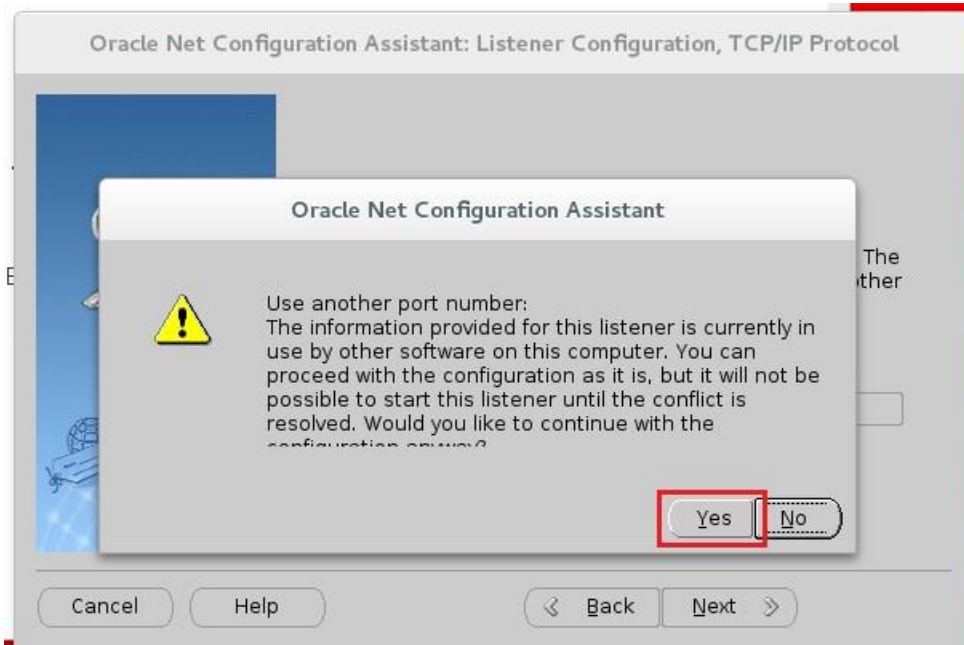 Oracle Net Configuration Assistant: Listener Configuration, TCP/IP Protocol
Oracle Net Configuration Assistant
The
other
E
Use another port number:
The information provided for this listener is currently in
use by other software on this computer. You can
proceed with the configuration as it is, but it will not be
possible to start this listener until the conflict is
resolved. Would you like to continue with the
configuration anyway?
Yes
No
Cancel
Help
Back
Next